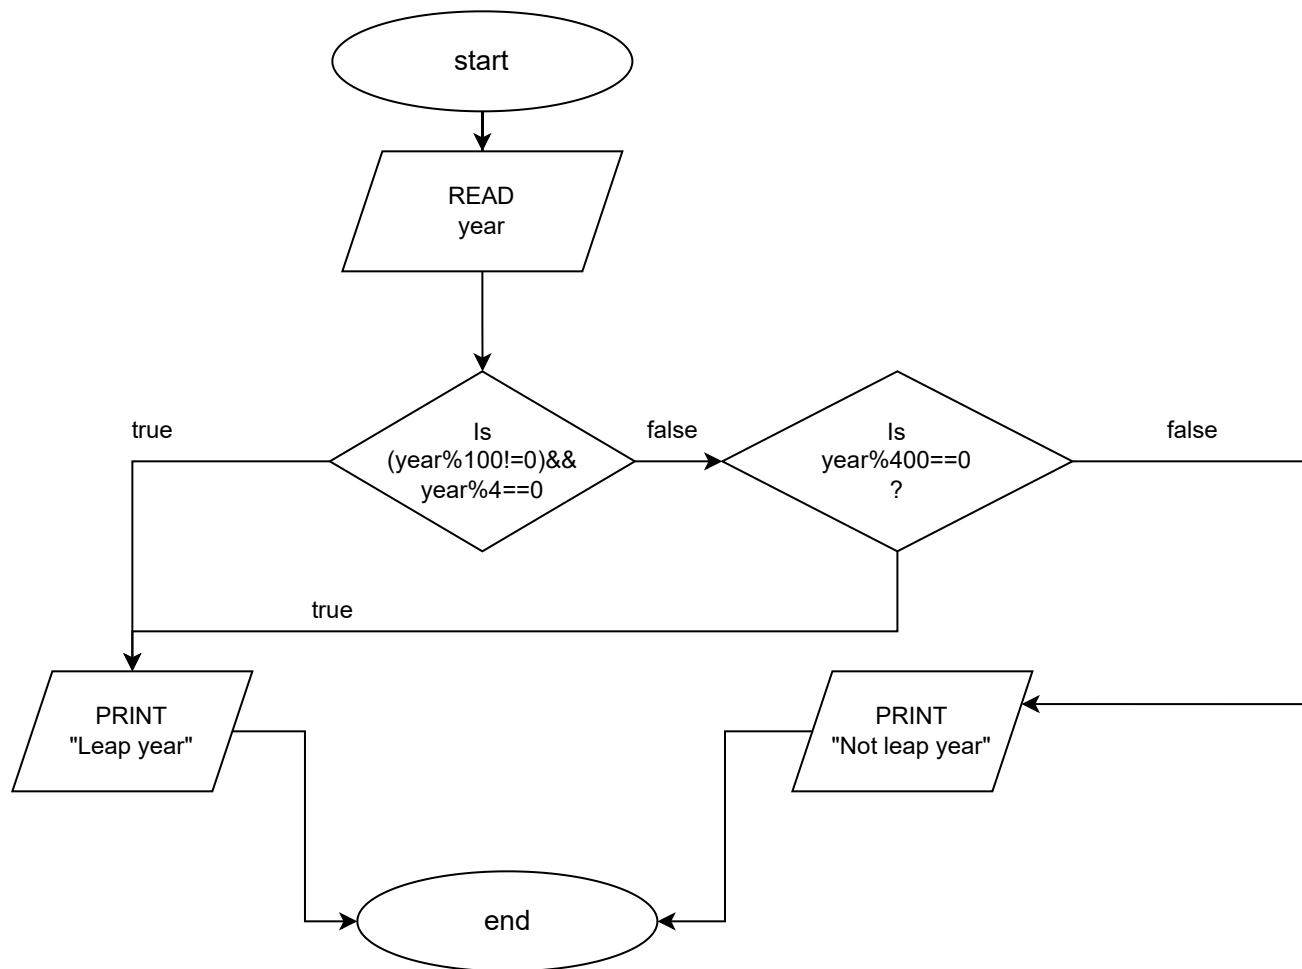 start
READ
year
true
Is
(year%100!=0)&&
year%4==0
false
Is
year%400==0
?
false
true
PRINT
"Leap year"
PRINT
"Not leap year"
end